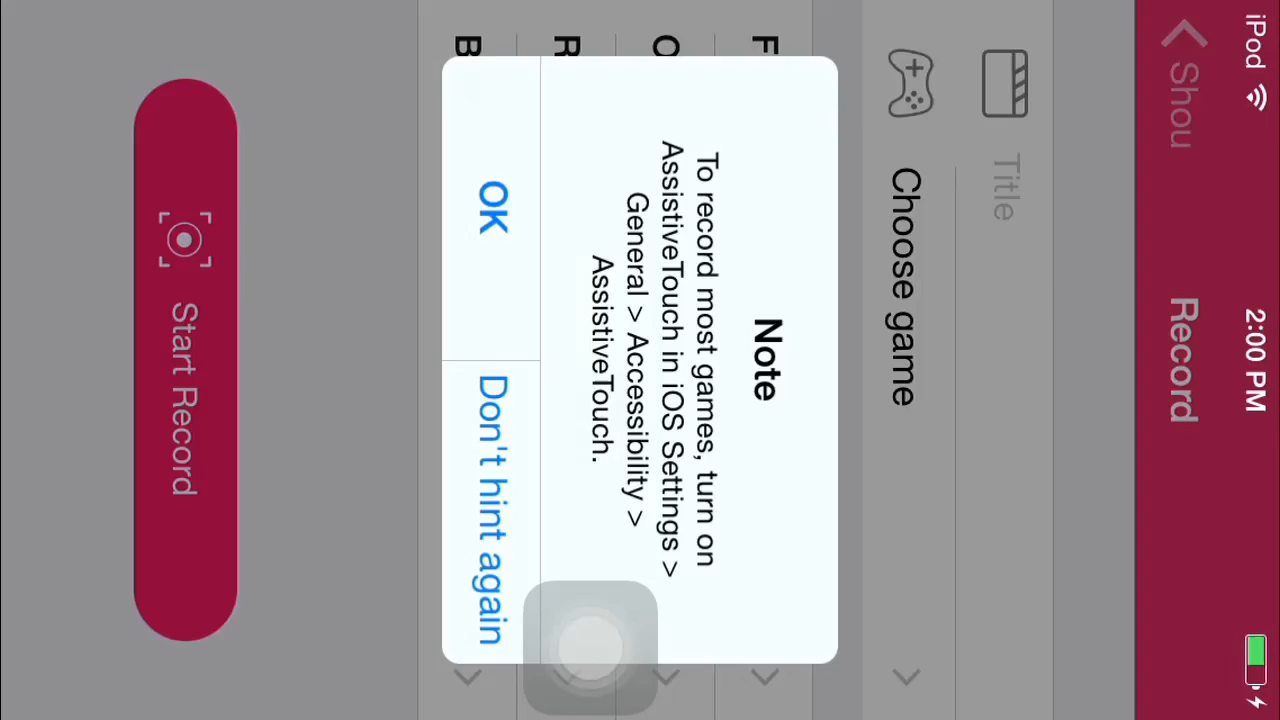 iPod
2:00 PM
Shou
Record
Title
Choose game
F
O
R
B
Note
To record most games, turn on
AssistiveTouch in iOS Settings >
General > Accessibility >
AssistiveTouch.
OK
Don't hint again
Start Record